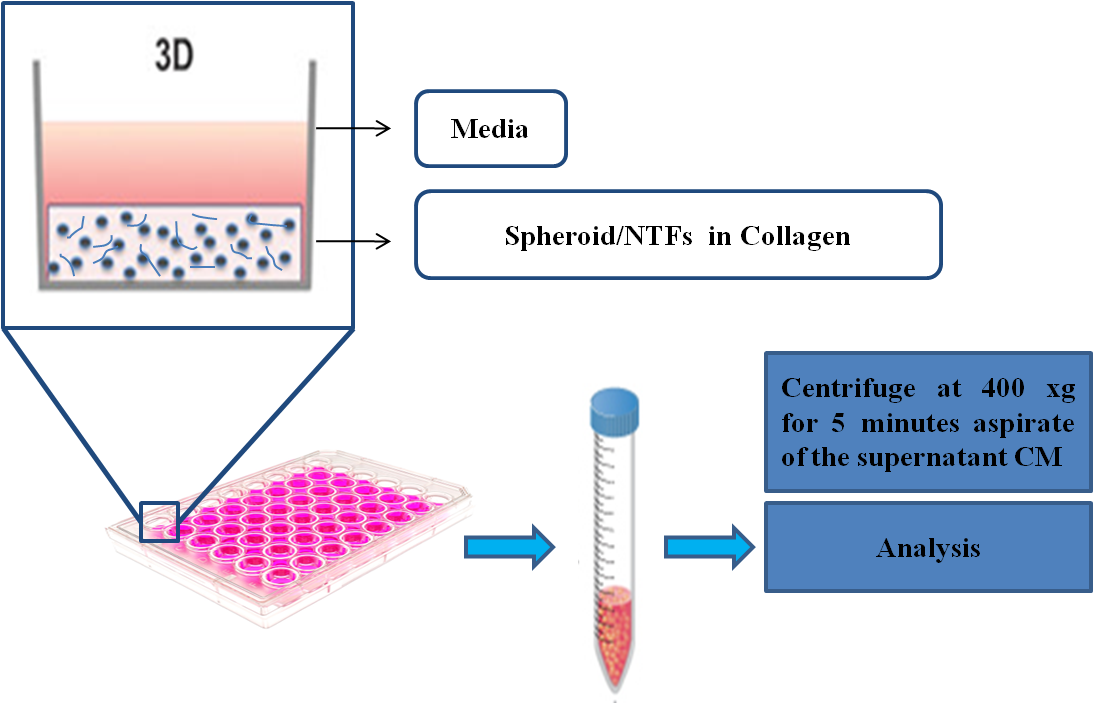 3D
Media
Spheroid/NTFs in Collagen
Centrifuge at 400 xg
for 5 minutes aspirate
of the supernatant CM
Analysis